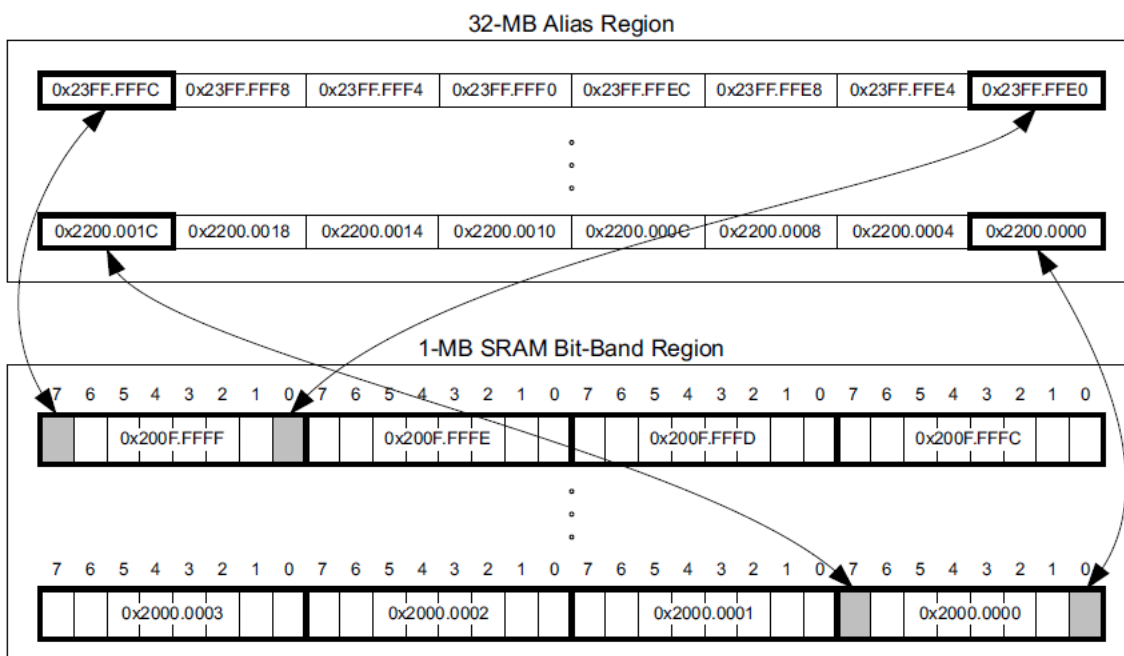 32-MB Alias Region
0x23FF.FFFC 0x23FF.FFF8 0x23FF.FFF4 0x23FF.FFF0 0x23FF.FFEC 0x23FF.FFE8 0x23FF.FFE4 0x23FF.FFE0
0x2200.001C 0x2200.0018 0x2200.0014 0x2200.0010 0x2200.000C 0x2200.0008 0x2200.0004 0x2200.0000
1-MB SRAM Bit-Band Region
7 6 5 4 3 2 1 0 7 6 5 4 3 2 1 0 7 6 5 4 3 2 1 0 7 6 5 4 3 2 1 0
0x200F.FFFF 0x200F.FFFE 0x200F.FFFD 0x200F.FFFC
7 6 5 4 3 2 1 0 7 6 5 4 3 2 1 0 7 6 5 4 3 2 1 0 7 6 5 4 3 2 1 0
0x2000.0003 0x2000.0002 0x2000.0001 0x2000.0000